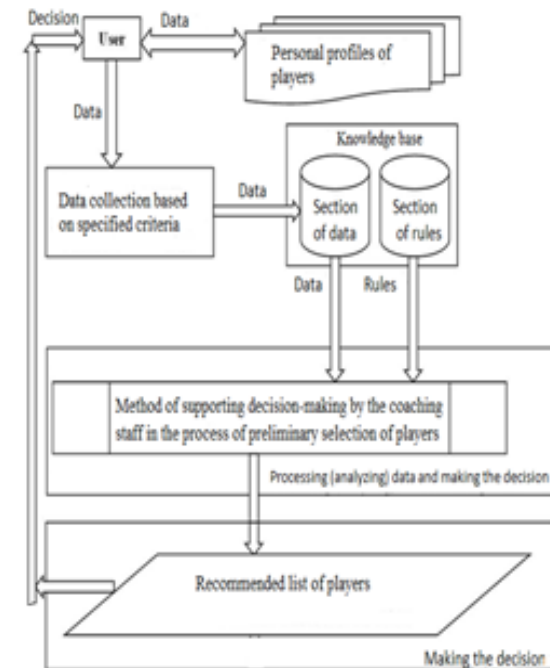 Decision
User
Data
Personal profiles of
players
Data
Knowledge base
Data collection based
on specified criteria
Data
Section
of data
Section
of rules
Data
Rules
Method of supporting decision-making by the coaching
staff in the process of preliminary selection of players
Processing (analyzing) data and making the decision
Recommended list of players
Making the decision